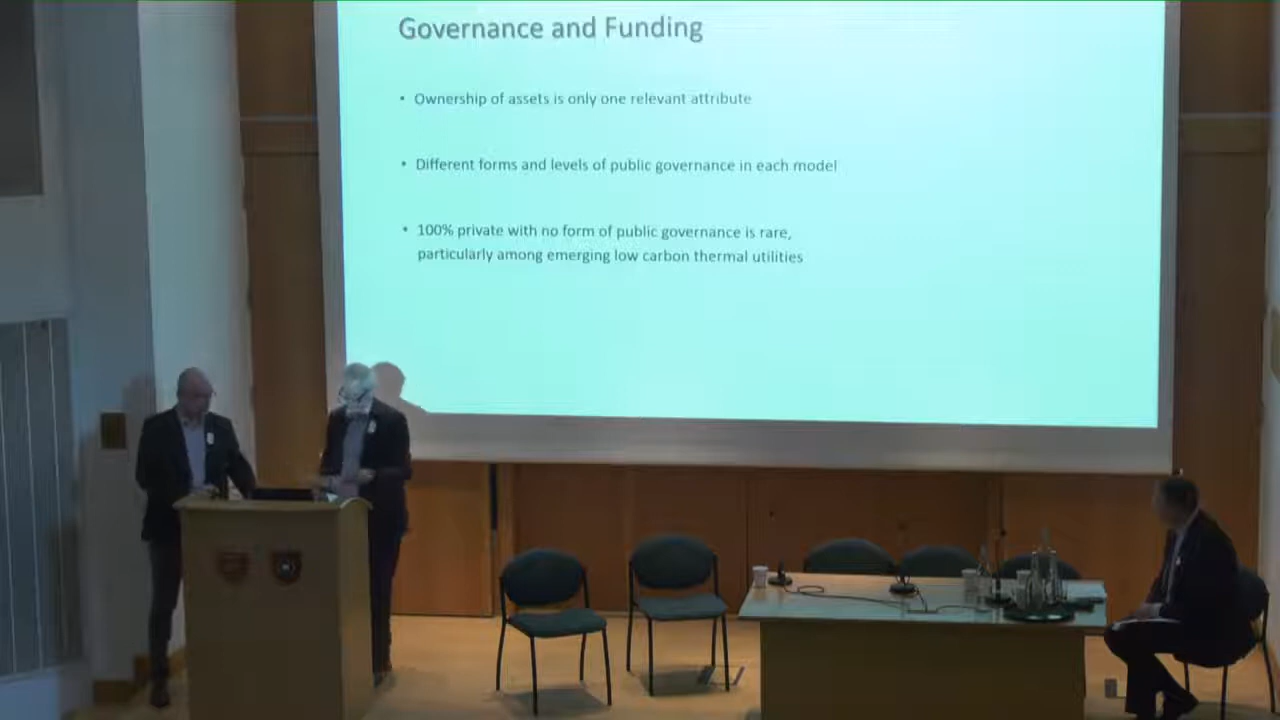 Governance and Funding
• Ownership of assets is only one relevant attribute
• Different forms and levels of public governance in each model
• 100% private with no form of public governance is rare,
particularly among emerging low carbon thermal utilities